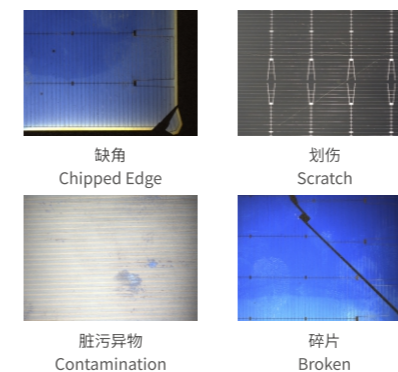 缺角
Chipped Edge
划伤
Scratch
脏污异物
Contamination
碎片
Broken